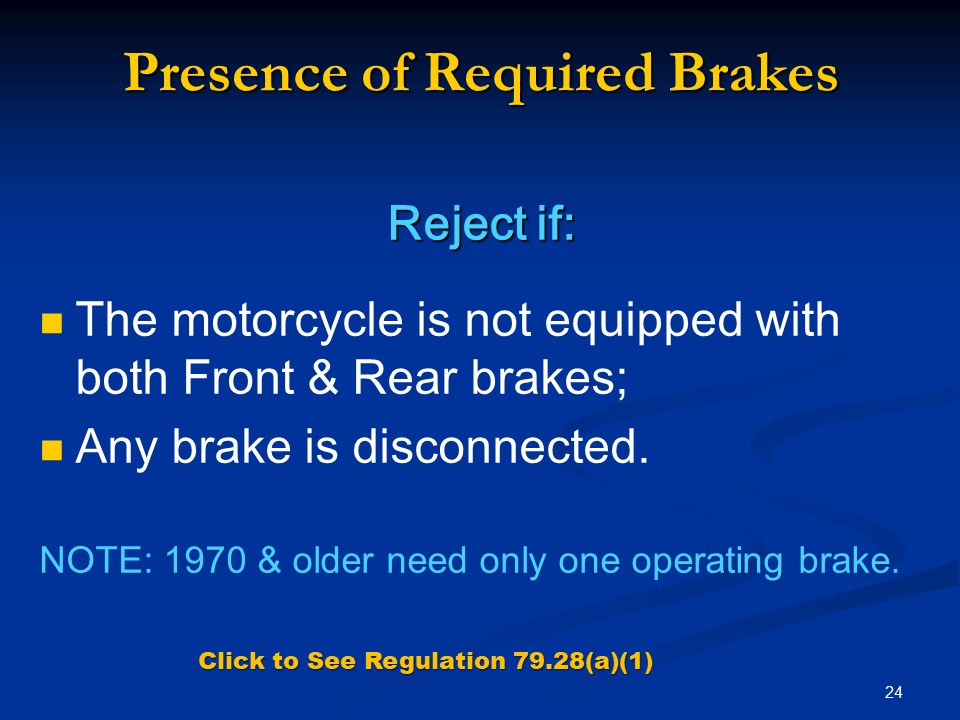 Presence of Required Brakes
Reject if:
The motorcycle is not equipped with
both Front & Rear brakes;
Any brake is disconnected.
NOTE: 1970 & older need only one operating brake.
Click to See Regulation 79.28(a)(1)
24